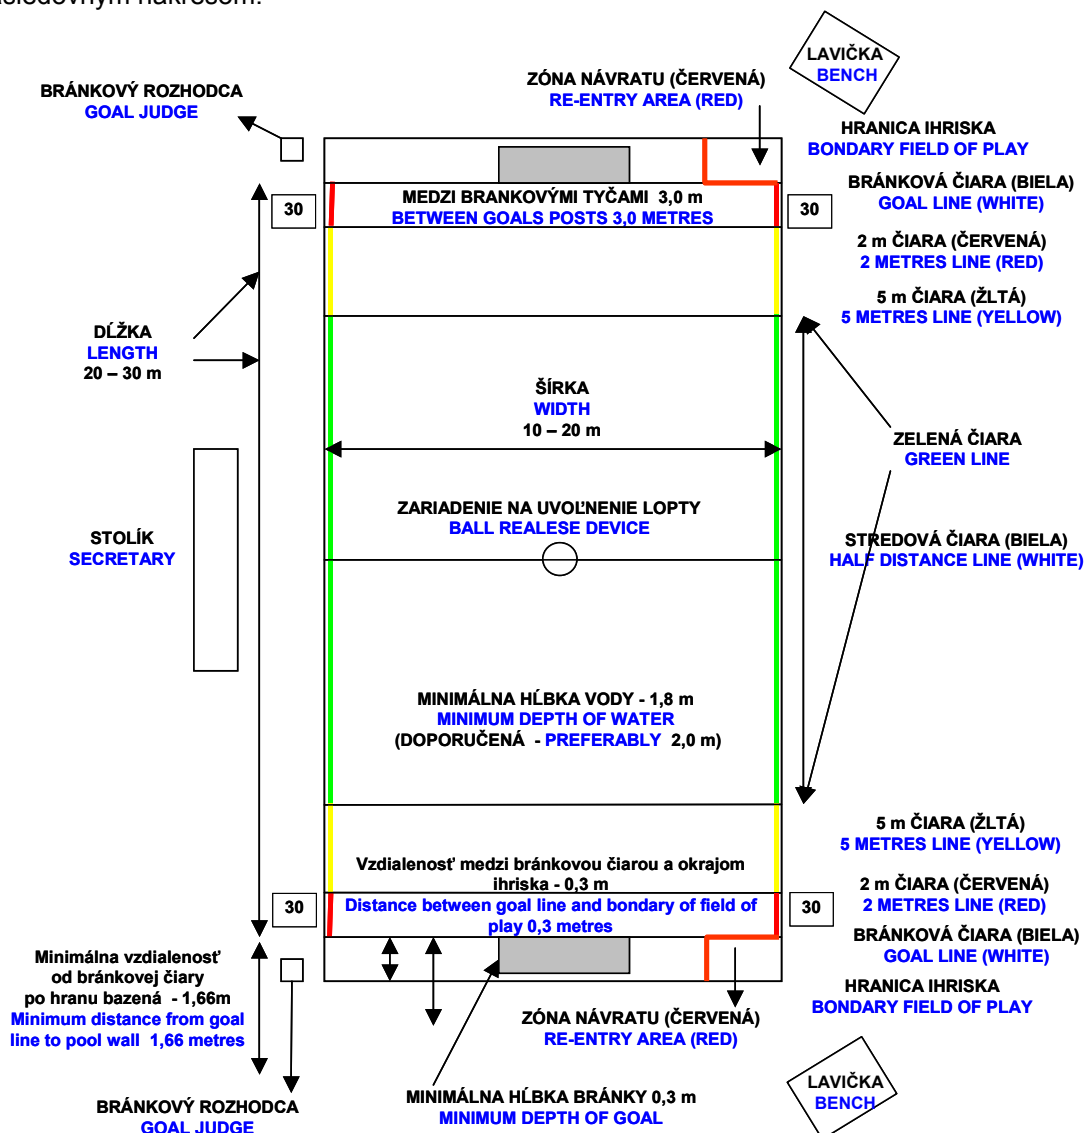 LAVIČKA
BENCH
BRÁNKOVÝ ROZHODCA
GOAL JUDGE
ZÓNA NÁVRATU (ČERVENÁ)
RE-ENTRY AREA (RED)
HRANICA IHRISKA
BONDARY FIELD OF PLAY
30
MEDZI BRANKOVÝMI TYČAMI 3,0 m
BETWEEN GOALS POSTS 3,0 METRES
30
BRÁNKOVÁ ČIARA (BIELA)
GOAL LINE (WHITE)
2 m ČIARA (ČERVENÁ)
2 METRES LINE (RED)
5 m ČIARA (ŽLTÁ)
5 METRES LINE (YELLOW)
DĹŽKA
LENGTH
20 – 30 m
ŠÍRKA
WIDTH
10 – 20 m
ZELENÁ ČIARA
GREEN LINE
STOLÍK
SECRETARY
ZARIADENIE NA UVOĽNENIE LOPTY
BALL REALESE DEVICE
STREDOVÁ ČIARA (BIELA)
HALF DISTANCE LINE (WHITE)
MINIMÁLNA HĹBKA VODY - 1,8 m
MINIMUM DEPTH OF WATER
(DOPORUČENÁ - PREFERABLY 2,0 m)
5 m ČIARA (ŽLTÁ)
5 METRES LINE (YELLOW)
Vzdialenosť medzi bránkovou čiarou a okrajom
ihriska - 0,3 m
30
Distance between goal line and bondary of field of
play 0,3 metres
30
2 m ČIARA (ČERVENÁ)
2 METRES LINE (RED)
BRÁNKOVÁ ČIARA (BIELA)
GOAL LINE (WHITE)
Minimálna vzdialenosť
od bránkovej čiary
po hranu bazená - 1,66m
Minimum distance from goal
line to pool wall 1,66 metres
HRANICA IHRISKA
BONDARY FIELD OF PLAY
ZÓNA NÁVRATU (ČERVENÁ)
RE-ENTRY AREA (RED)
BRÁNKOVÝ ROZHODCA
GOAL JUDGE
MINIMÁLNA HĹBKA BRÁNKY 0,3 m
MINIMUM DEPTH OF GOAL
LAVIČKA
BENCH